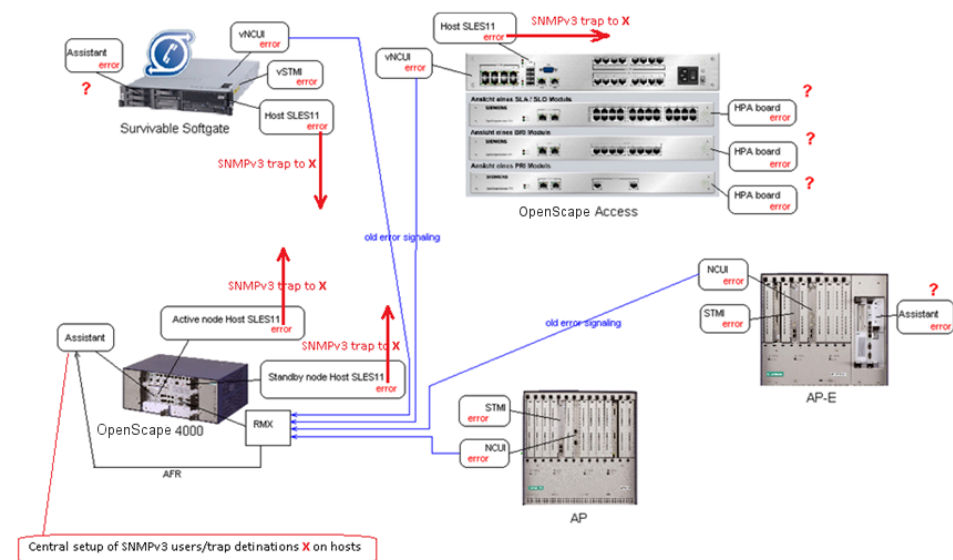 SNMPv3 trap to X
Host SLES11
error
vNCUI
error
Assistant
error
?
vSTMI
error
Host SLES11
error
Survivable Softgate
SNMPv3 trap to X
vNCUI
error
Ansicht eines SLA / SLO Moduls
SIEMENS
HPA board
error
?
Ansicht eines BRI Moduls
SIEMENS
HPA board
error
?
Ansicht eines PRI Moduls
SIEMENS
HPA board
error
?
OpenScape Access
old error signaling
SNMPv3 trap to X
Active node Host SLES11
error
SNMPv3 trap to X
Assistant
Standby node Host SLES11
error
OpenScape 4000
RMX
AFR
old error signaling
NCUI
error
STMI
error
?
Assistant
error
AP-E
STMI
error
NCUI
error
AP
Central setup of SNMPv3 users/trap detinations X on hosts